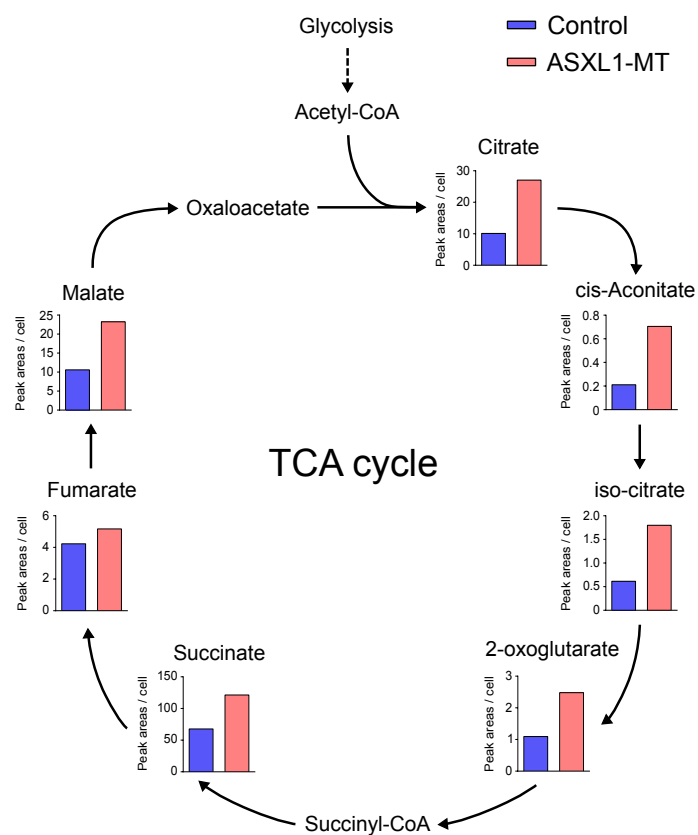 Glycolysis
Control
ASXL1-MT
Acetyl-CoA
Citrate
Peak areas / cell
30
20
10
0
Oxaloacetate
Malate
Peak areas / cell
25
20
15
10
5
0
cis-Aconitate
Peak areas / cell
0.8
0.6
0.4
0.2
0
TCA cycle
Fumarate
Peak areas / cell
6
4
2
0
iso-citrate
Peak areas / cell
2.0
1.5
1.0
0.5
0
Succinate
Peak areas / cell
150
100
50
0
2-oxoglutarate
Peak areas / cell
3
2
1
0
Succinyl-CoA